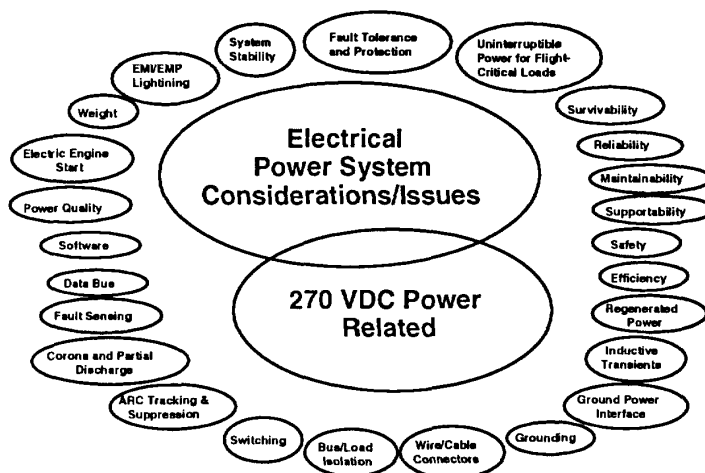 System
Stability
Fault Tolerance
and Protection
Uninterruptible
Power for Flight-
Critical Loads
EMI/EMP
Lightining
Weight
Survivability
Electric Engine
Start
Reliability
Maintainability
Power Quality
Supportability
Software
Safety
Data Bus
Efficiency
Fault Sensing
Regenerated
Power
Corona and Partial
Discharge
Inductive
Transients
ARC Tracking &
Suppression
Ground Power
Interface
Switching
Bus/Load
Isolation
Wire/Cable
Connectors
Grounding
Electrical
Power System
Considerations/Issues
270 VDC Power
Related